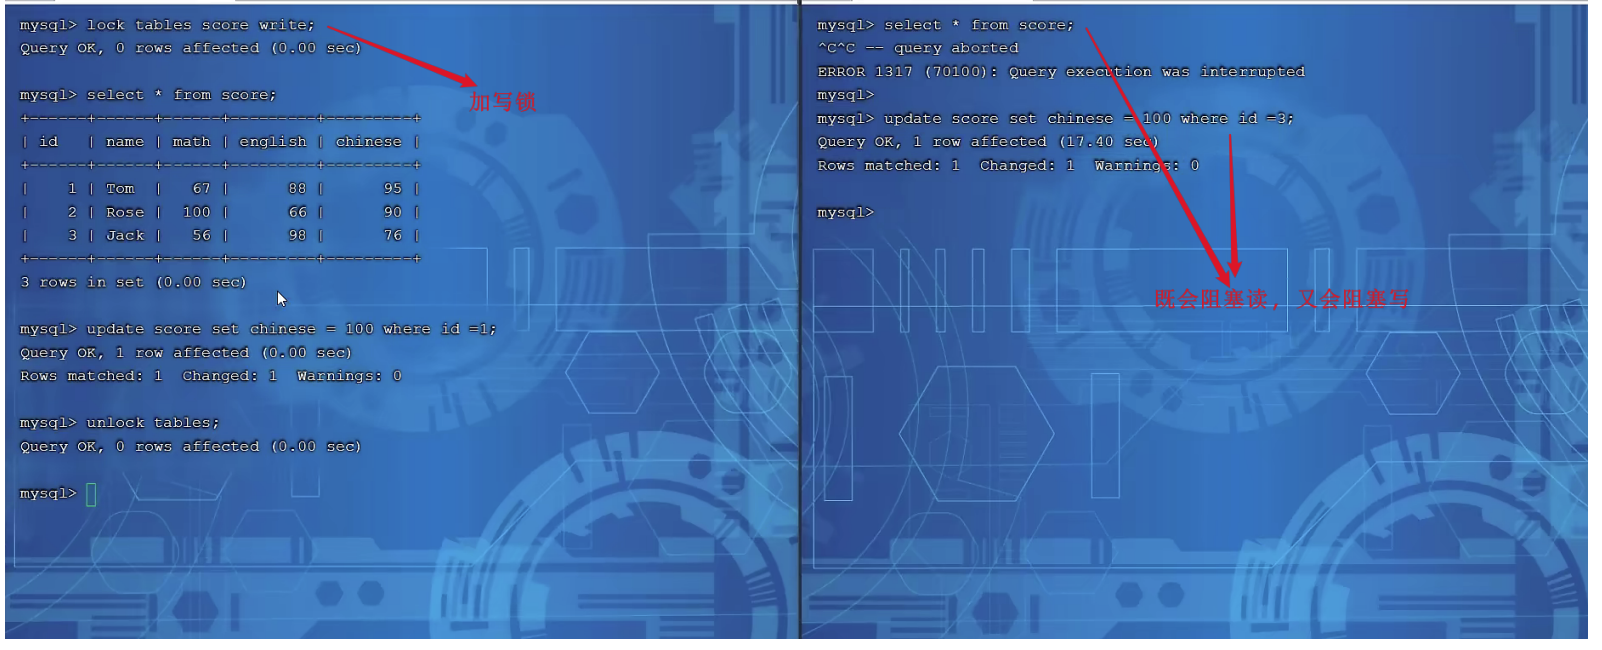 mysql> lock tables score write;
Query OK, 0 rows affected (0.00 sec)
加写锁
mysql> select * from score;
+------+------+------+---------+---------+
| id   | name | math | english | chinese |
+------+------+------+---------+---------+
|    1 | Tom  |   67 |      88 |      95 |
|    2 | Rose |  100 |      66 |      90 |
|    3 | Jack |   56 |      98 |      76 |
+------+------+------+---------+---------+
3 rows in set (0.00 sec)
mysql> update score set chinese = 100 where id =1;
Query OK, 1 row affected (0.00 sec)
Rows matched: 1  Changed: 1  Warnings: 0
mysql> unlock tables;
Query OK, 0 rows affected (0.00 sec)
mysql>
mysql> select * from score;
^C^C -- query aborted
ERROR 1317 (70100): Query execution was interrupted
mysql>
mysql> update score set chinese = 100 where id =3;
Query OK, 1 row affected (17.40 sec)
Rows matched: 1  Changed: 1  Warnings: 0
mysql>
既会阻塞读，又会阻塞写